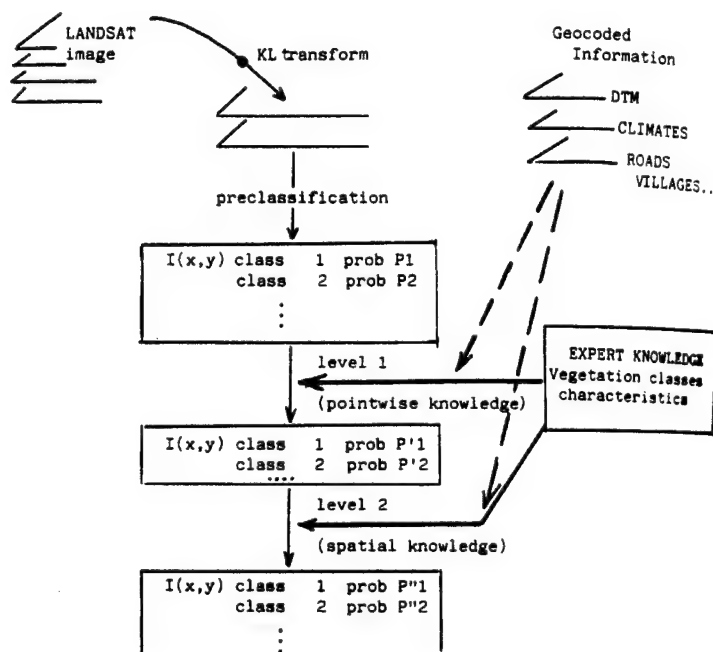 LANDSAT
image
KL transform
Geocoded
Information
DTM
CLIMATES
ROADS
VILLAGES..
preclassification
I(x,y) class 1 prob P1
class 2 prob P2
⋮
level 1
(pointwise knowledge)
EXPERT KNOWLEDGE
Vegetation classes
characteristics
I(x,y) class 1 prob P'1
class 2 prob P'2
....
level 2
(spatial knowledge)
I(x,y) class 1 prob P"1
class 2 prob P"2
⋮